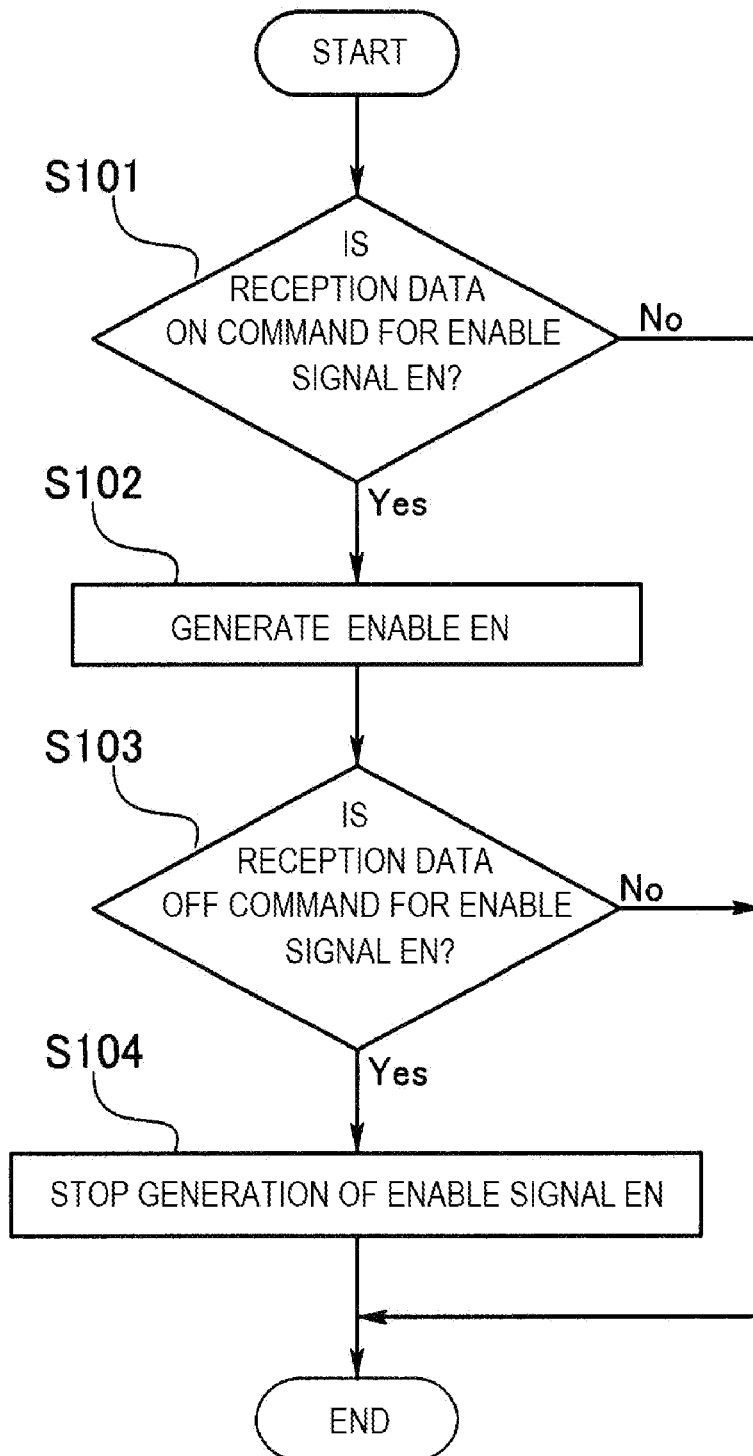 START
S101
IS
RECEPTION DATA
ON COMMAND FOR ENABLE
SIGNAL EN?
No
Yes
S102
GENERATE ENABLE EN
S103
IS
RECEPTION DATA
OFF COMMAND FOR ENABLE
SIGNAL EN?
No
Yes
S104
STOP GENERATION OF ENABLE SIGNAL EN
END